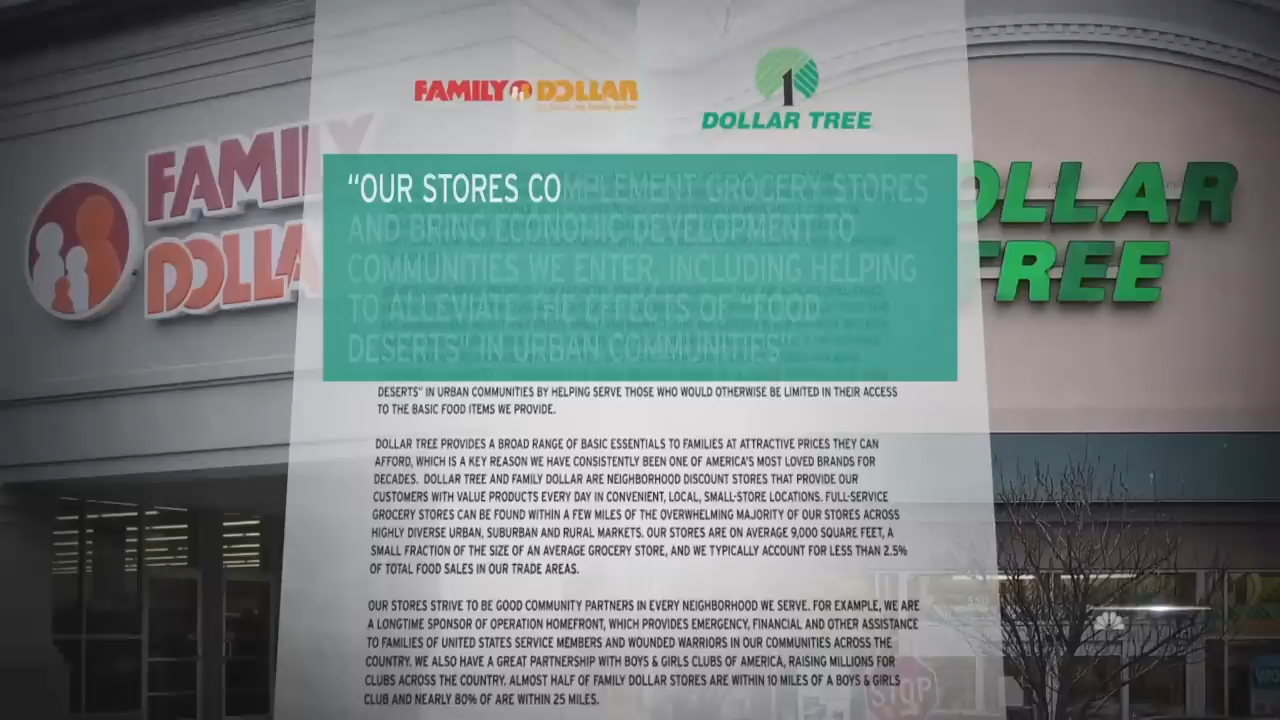 FAMILY DOLLAR
DOLLAR TREE
FAMI
DOLLA
DOLLAR
TREE
“OUR STORES COMPLEMENT GROCERY STORES
AND BRING ECONOMIC DEVELOPMENT TO
COMMUNITIES WE ENTER, INCLUDING HELPING
TO ALLEVIATE THE EFFECTS OF “FOOD
DESERTS” IN URBAN COMMUNITIES”
DESERTS” IN URBAN COMMUNITIES BY HELPING SERVE THOSE WHO WOULD OTHERWISE BE LIMITED IN THEIR ACCESS
TO THE BASIC FOOD ITEMS WE PROVIDE.
DOLLAR TREE PROVIDES A BROAD RANGE OF BASIC ESSENTIALS TO FAMILIES AT ATTRACTIVE PRICES THEY CAN
AFFORD, WHICH IS A KEY REASON WE HAVE CONSISTENTLY BEEN ONE OF AMERICA'S MOST LOVED BRANDS FOR
DECADES. DOLLAR TREE AND FAMILY DOLLAR ARE NEIGHBORHOOD DISCOUNT STORES THAT PROVIDE OUR
CUSTOMERS WITH VALUE PRODUCTS EVERY DAY IN CONVENIENT, LOCAL, SMALL-STORE LOCATIONS. FULL-SERVICE
GROCERY STORES CAN BE FOUND WITHIN A FEW MILES OF THE OVERWHELMING MAJORITY OF OUR STORES ACROSS
HIGHLY DIVERSE URBAN, SUBURBAN AND RURAL MARKETS. OUR STORES ARE ON AVERAGE 9,000 SQUARE FEET, A
SMALL FRACTION OF THE SIZE OF AN AVERAGE GROCERY STORE, AND WE TYPICALLY ACCOUNT FOR LESS THAN 2.5%
OF TOTAL FOOD SALES IN OUR TRADE AREAS.
OUR STORES STRIVE TO BE GOOD COMMUNITY PARTNERS IN EVERY NEIGHBORHOOD WE SERVE. FOR EXAMPLE, WE ARE
A LONGTIME SPONSOR OF OPERATION HOMEFRONT, WHICH PROVIDES EMERGENCY, FINANCIAL AND OTHER ASSISTANCE
TO FAMILIES OF UNITED STATES SERVICE MEMBERS AND WOUNDED WARRIORS IN OUR COMMUNITIES ACROSS THE
COUNTRY. WE ALSO HAVE A GREAT PARTNERSHIP WITH BOYS & GIRLS CLUBS OF AMERICA, RAISING MILLIONS FOR
CLUBS ACROSS THE COUNTRY. ALMOST HALF OF FAMILY DOLLAR STORES ARE WITHIN 10 MILES OF A BOYS & GIRLS
CLUB AND NEARLY 80% OF ARE WITHIN 25 MILES.
STOP